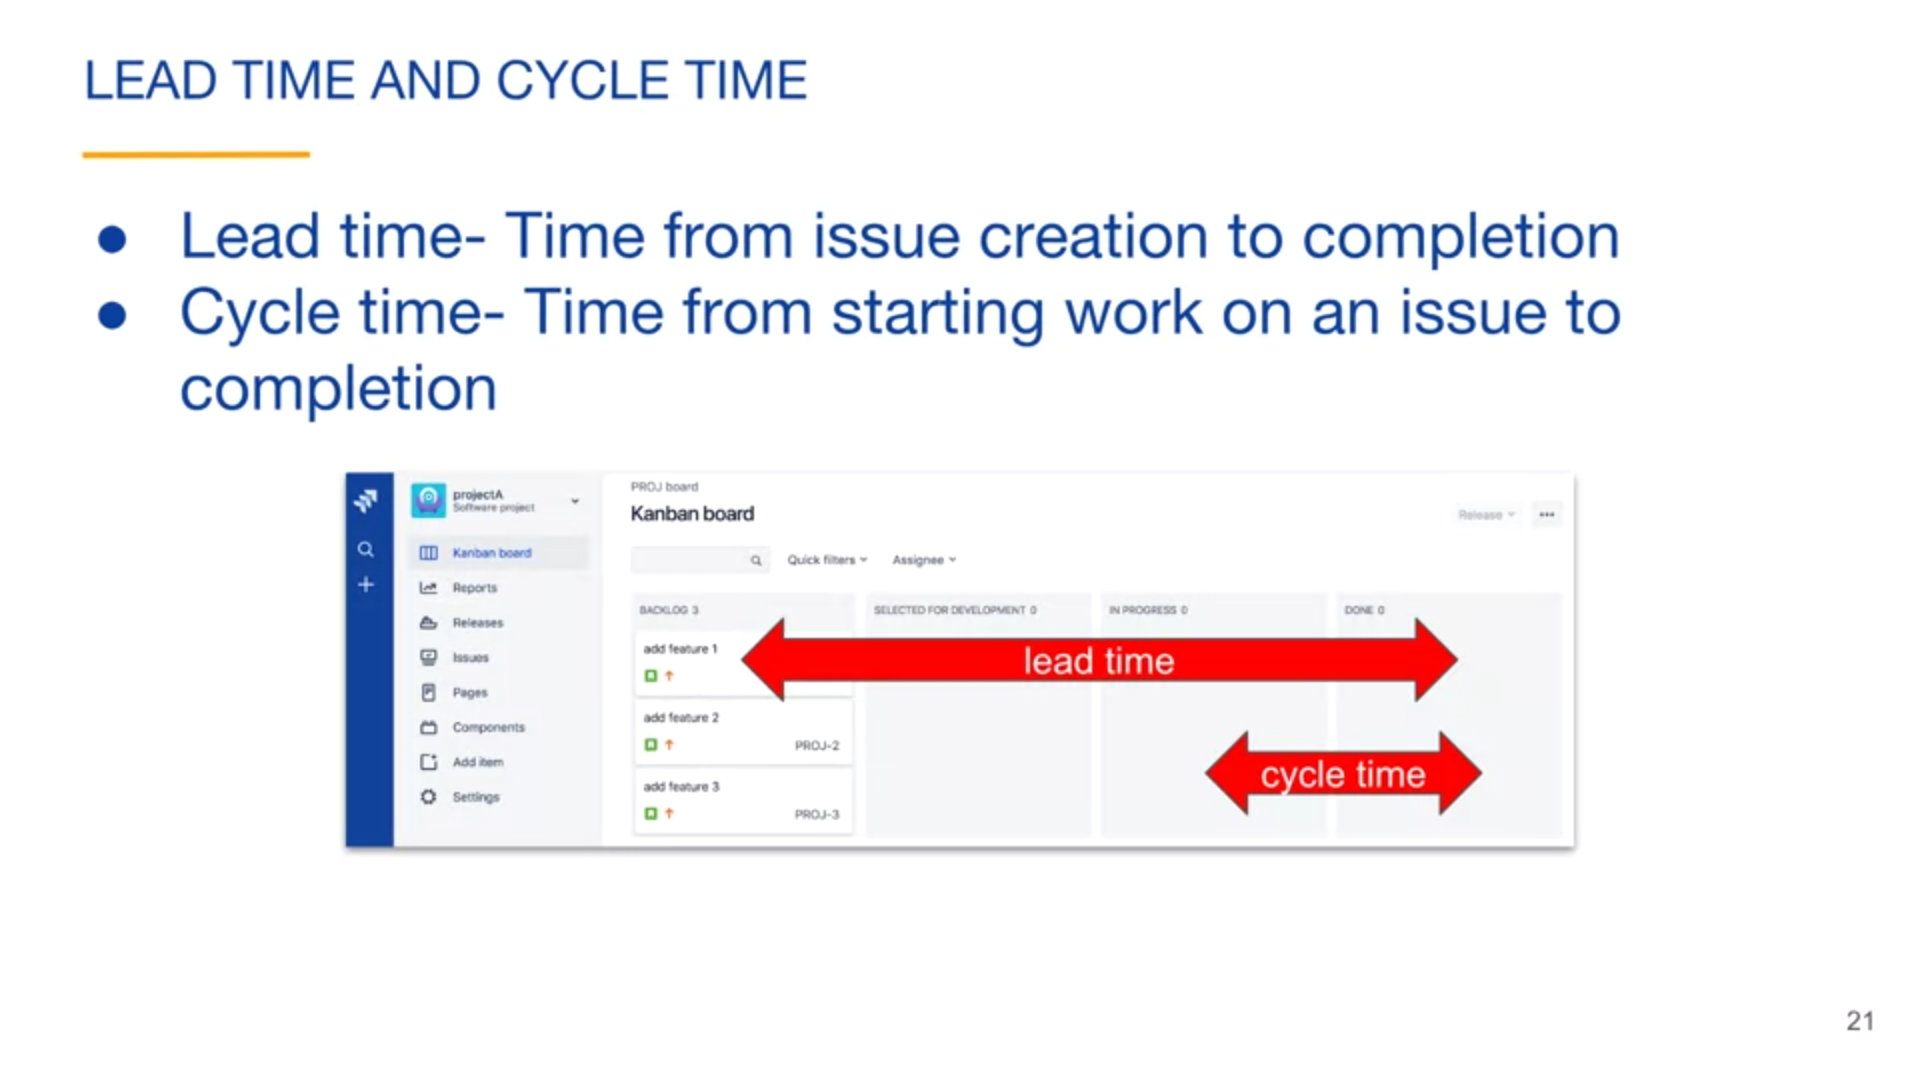 LEAD TIME AND CYCLE TIME
● Lead time- Time from issue creation to completion
● Cycle time- Time from starting work on an issue to
completion
projectA
Software project
Kanban board
Reports
Releases
Issues
Pages
Components
Add item
Settings
PROJ board
Kanban board
Release
Quick filters
Assignee
BACKLOG 3
SELECTED FOR DEVELOPMENT 0
IN PROGRESS 0
DONE 0
add feature 1
lead time
add feature 2
PROJ-2
cycle time
add feature 3
PROJ-3
21